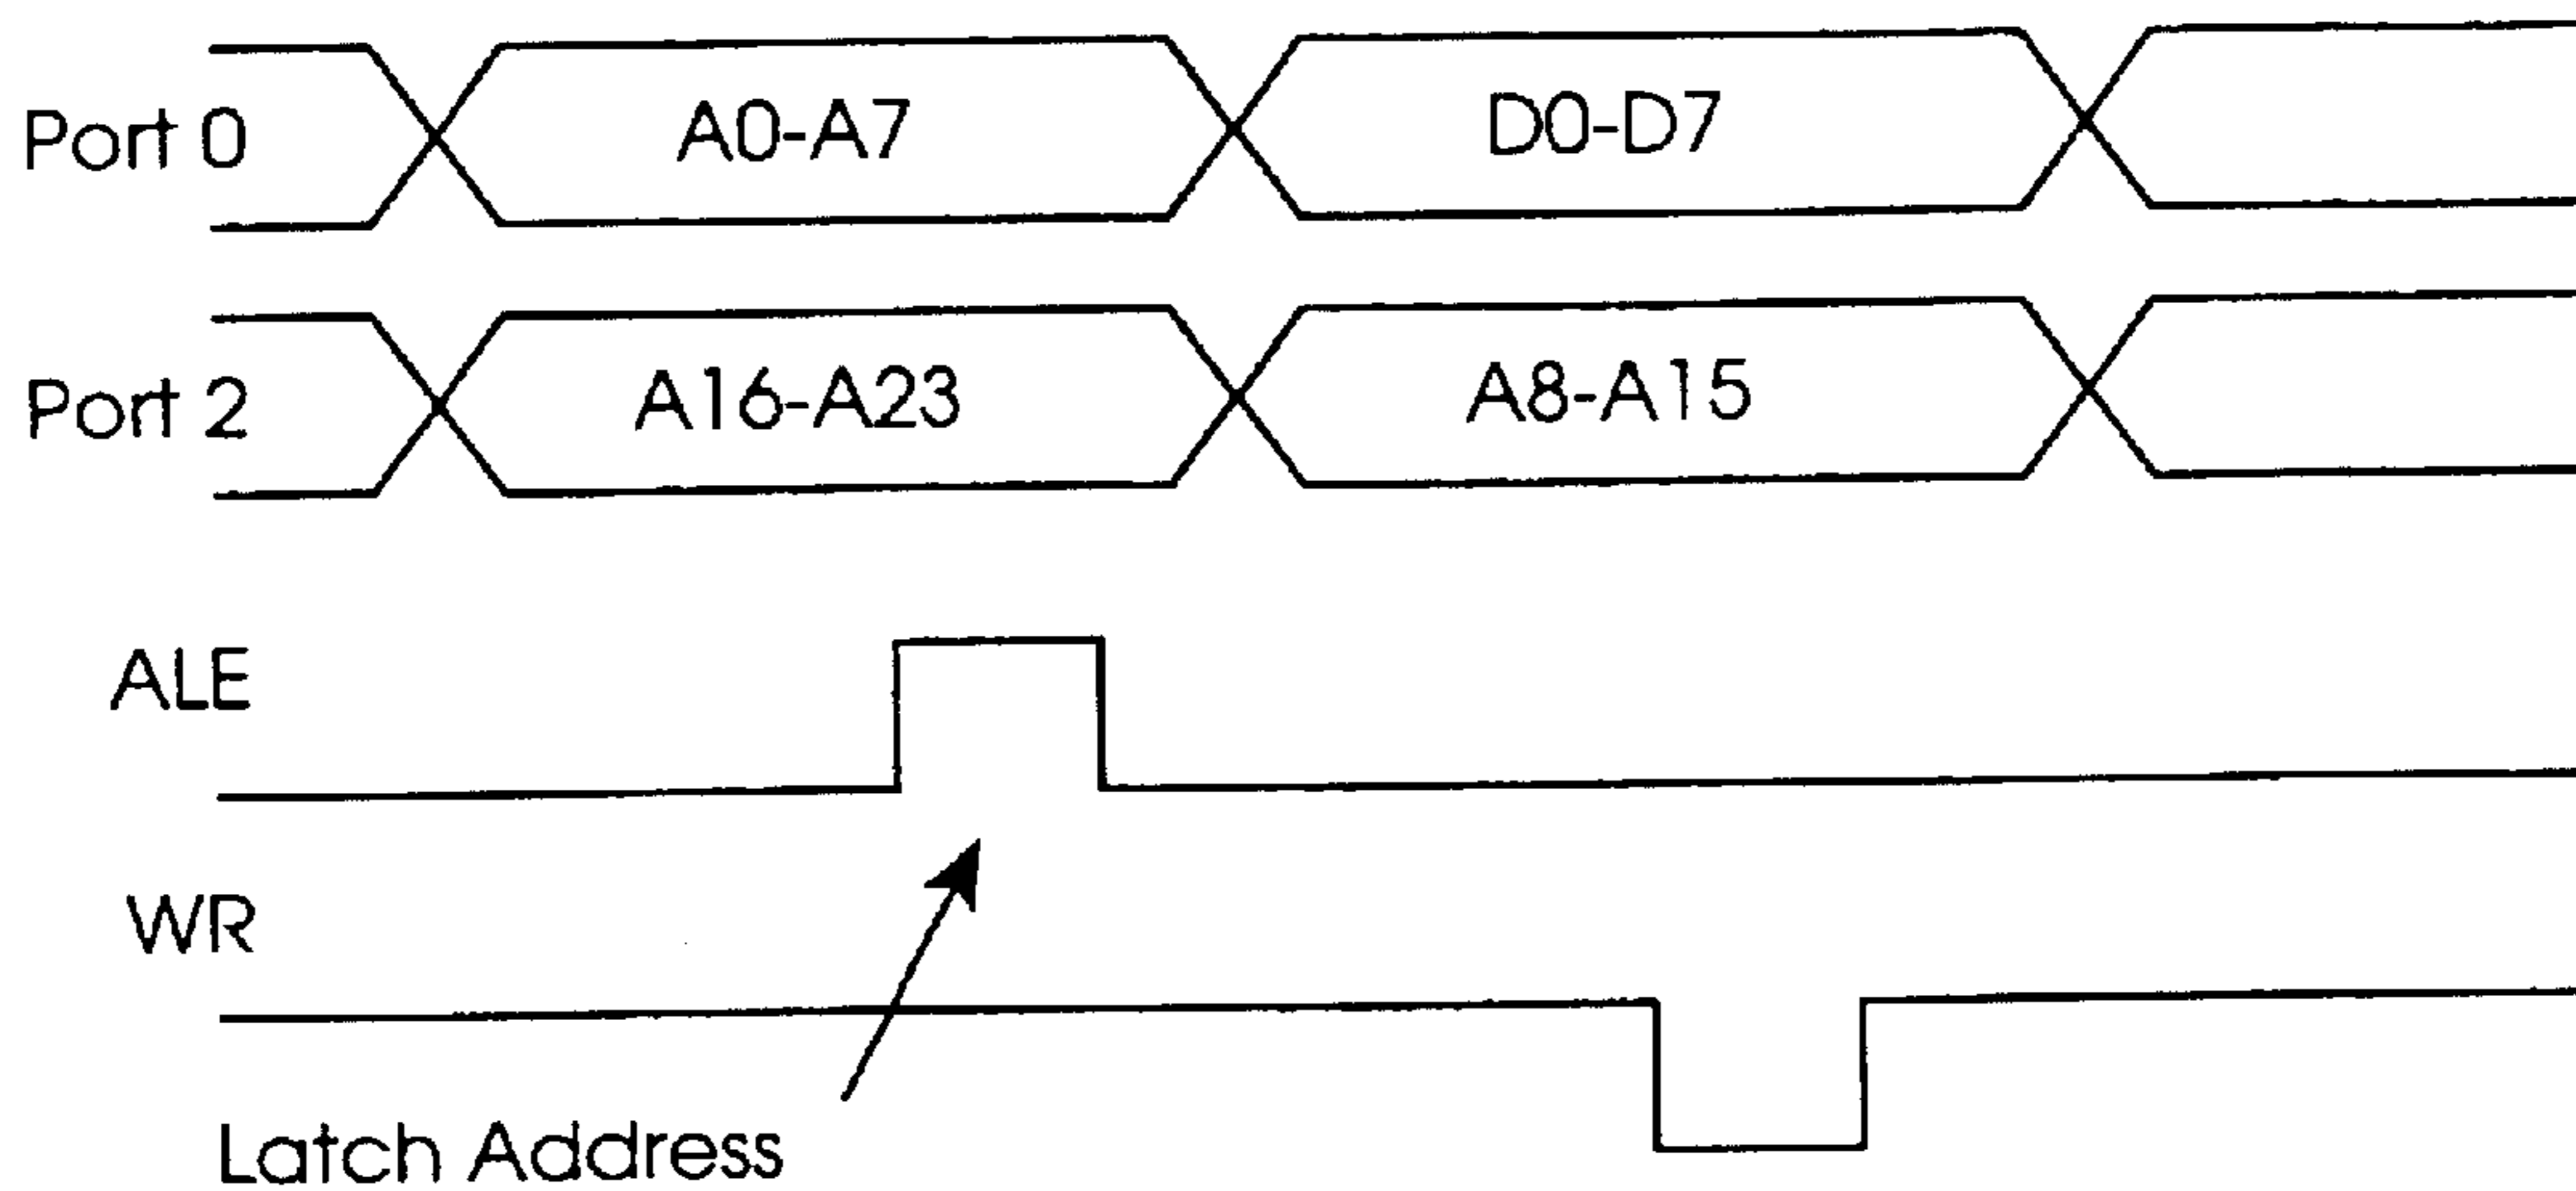 Port 0
A0-A7
D0-D7
Port 2
A16-A23
A8-A15
ALE
WR
Latch Address